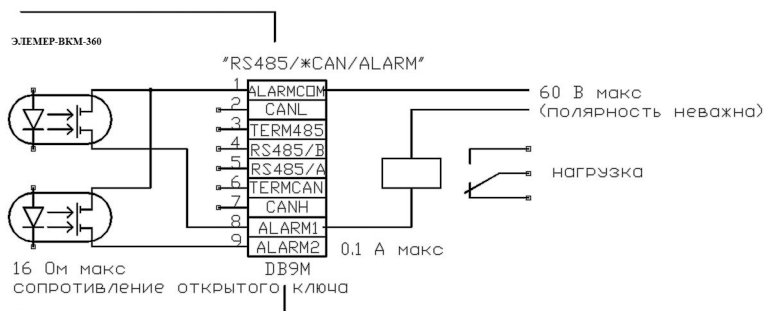 ЭЛЕМЕР-ВКМ-360
"RS485/*CAN/ALARM"
1 ALARMCOM
2 CANL
3 TERM485
4 RS485/B
5 RS485/A
6 TERMCAN
7 CANH
8 ALARM1
9 ALARM2
DB9M
60 В макс
(полярность неважна)
нагрузка
0.1 А макс
16 Ом макс
сопротивление открытого ключа